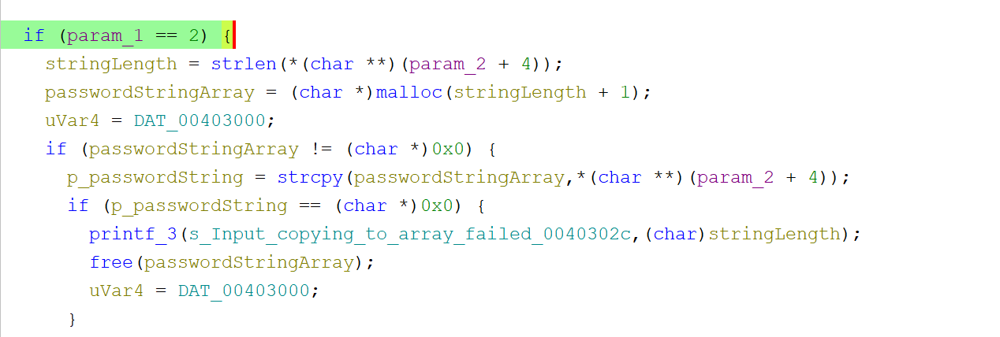 if (param_1 == 2) {
stringLength = strlen(*(char **)(param_2 + 4));
passwordStringArray = (char *)malloc(stringLength + 1);
uVar4 = DAT_00403000;
if (passwordStringArray != (char *)0x0) {
p_passwordString = strcpy(passwordStringArray,*(char **)(param_2 + 4));
if (p_passwordString == (char *)0x0) {
printf_3(s_Input_copying_to_array_failed_0040302c,(char)stringLength);
free(passwordStringArray);
uVar4 = DAT_00403000;
}